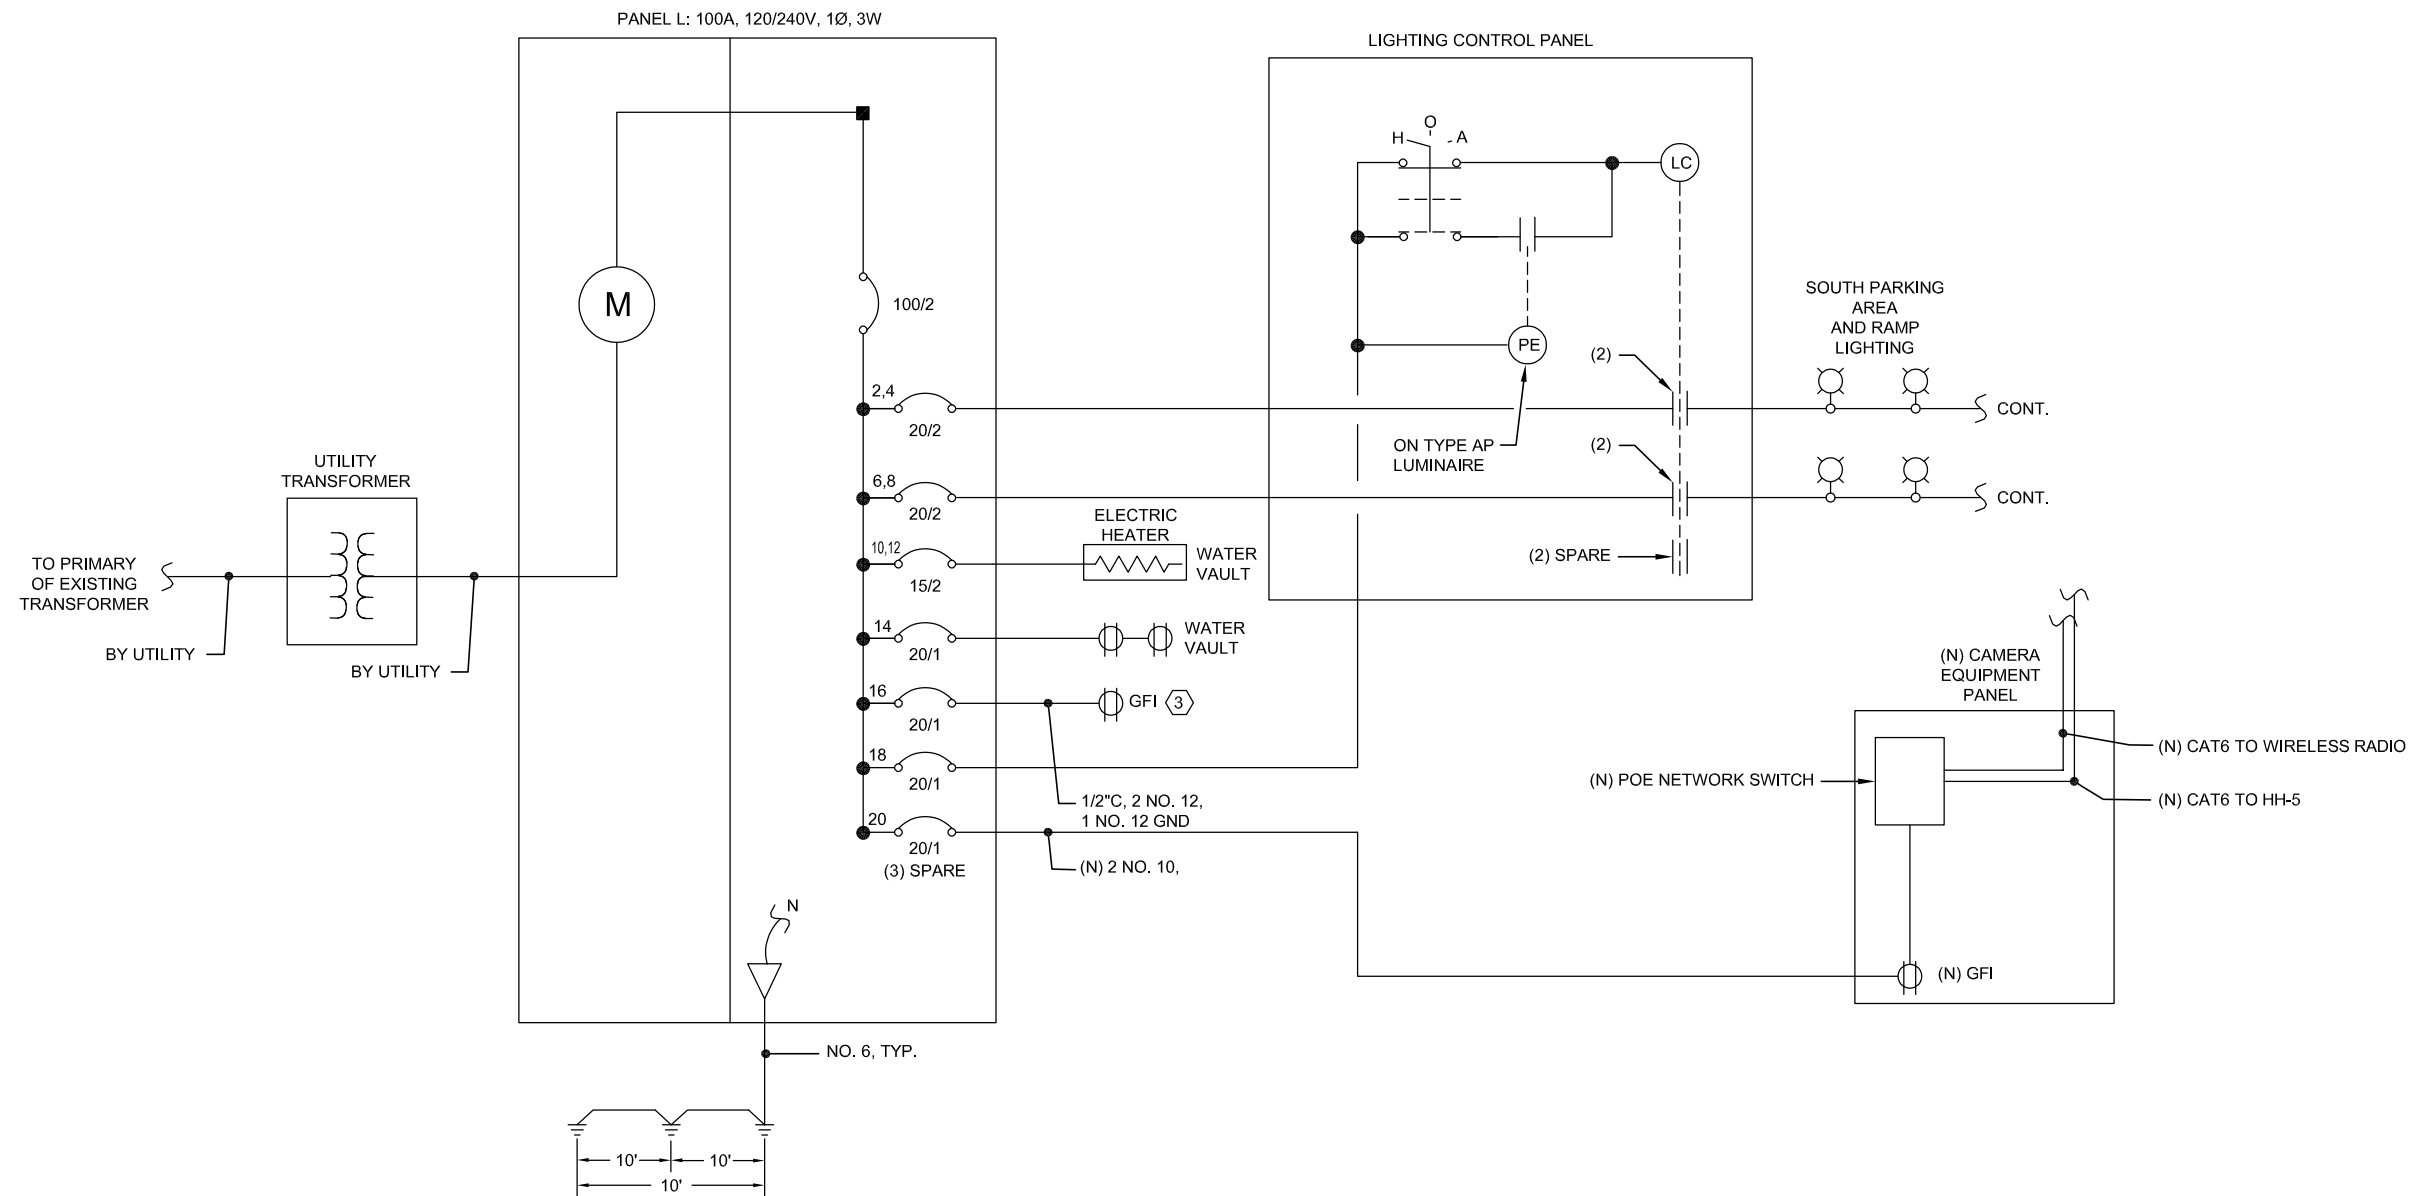 PANEL L: 100A, 120/240V, 1Ø, 3W
LIGHTING CONTROL PANEL
H
O
A
LC
M
100/2
PE
ON TYPE AP
LUMINAIRE
(2)
(2)
(2) SPARE
SOUTH PARKING
AREA
AND RAMP
LIGHTING
CONT.
CONT.
UTILITY
TRANSFORMER
TO PRIMARY
OF EXISTING
TRANSFORMER
BY UTILITY
BY UTILITY
2,4
20/2
6,8
20/2
10,12
15/2
ELECTRIC
HEATER
WATER
VAULT
14
20/1
WATER
VAULT
16
20/1
GFI 3
18
20/1
1/2"C, 2 NO. 12,
1 NO. 12 GND
20
20/1
(3) SPARE
(N) 2 NO. 10,
(N) CAMERA
EQUIPMENT
PANEL
(N) POE NETWORK SWITCH
(N) CAT6 TO WIRELESS RADIO
(N) CAT6 TO HH-5
(N) GFI
N
NO. 6, TYP.
10'
10'
10'